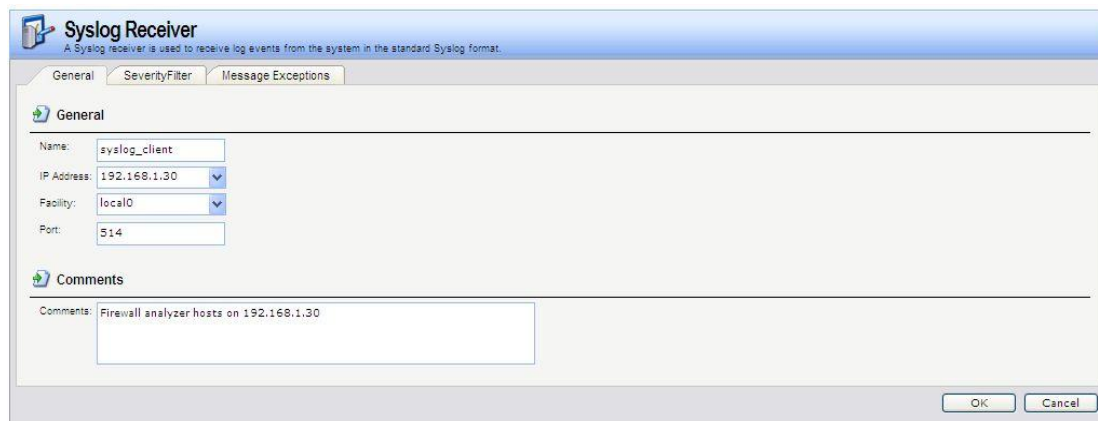 Syslog Receiver
A Syslog receiver is used to receive log events from the system in the standard Syslog format.
General SeverityFilter Message Exceptions
General
Name: syslog_client
IP Address: 192.168.1.30
Facility: local0
Port: 514
Comments
Comments: Firewall analyzer hosts on 192.168.1.30
OK Cancel